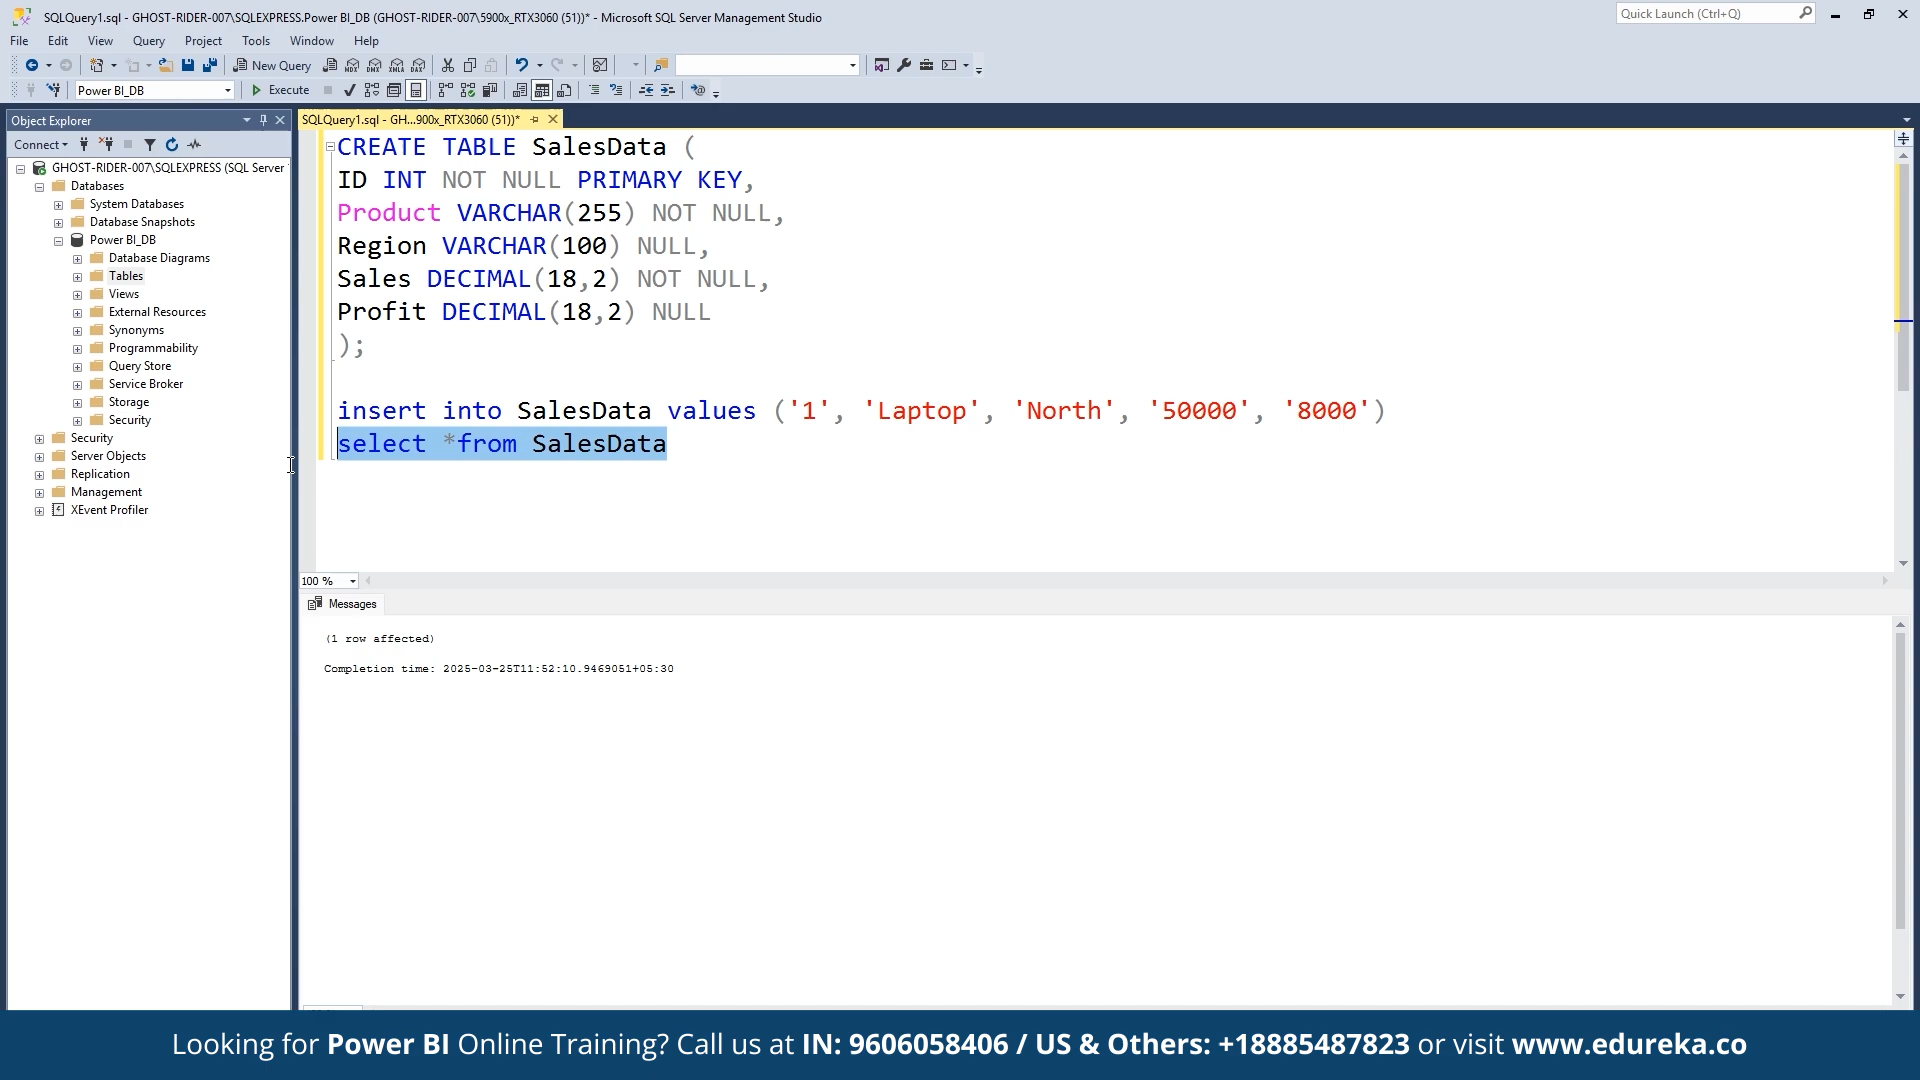 SQLQuery1.sql - GHOST-RIDER-007\SQLEXPRESS.Power BI_DB (GHOST-RIDER-007\5900x_RTX3060 (51))* - Microsoft SQL Server Management Studio
Quick Launch (Ctrl+Q)
File Edit View Query Project Tools Window Help
New Query
Power BI_DB
Execute
Object Explorer
SQLQuery1.sql - GH...900x_RTX3060 (51))*
Connect
GHOST-RIDER-007\SQLEXPRESS (SQL Server
Databases
System Databases
Database Snapshots
Power BI_DB
Database Diagrams
Tables
Views
External Resources
Synonyms
Programmability
Query Store
Service Broker
Storage
Security
Security
Server Objects
Replication
Management
XEvent Profiler
CREATE TABLE SalesData (
ID INT NOT NULL PRIMARY KEY,
Product VARCHAR(255) NOT NULL,
Region VARCHAR(100) NULL,
Sales DECIMAL(18,2) NOT NULL,
Profit DECIMAL(18,2) NULL
);
insert into SalesData values ('1', 'Laptop', 'North', '50000', '8000')
select *from SalesData
100 %
Messages
(1 row affected)
Completion time: 2025-03-25T11:52:10.9469051+05:30
Looking for Power BI Online Training? Call us at IN: 9606058406 / US & Others: +18885487823 or visit www.edureka.co